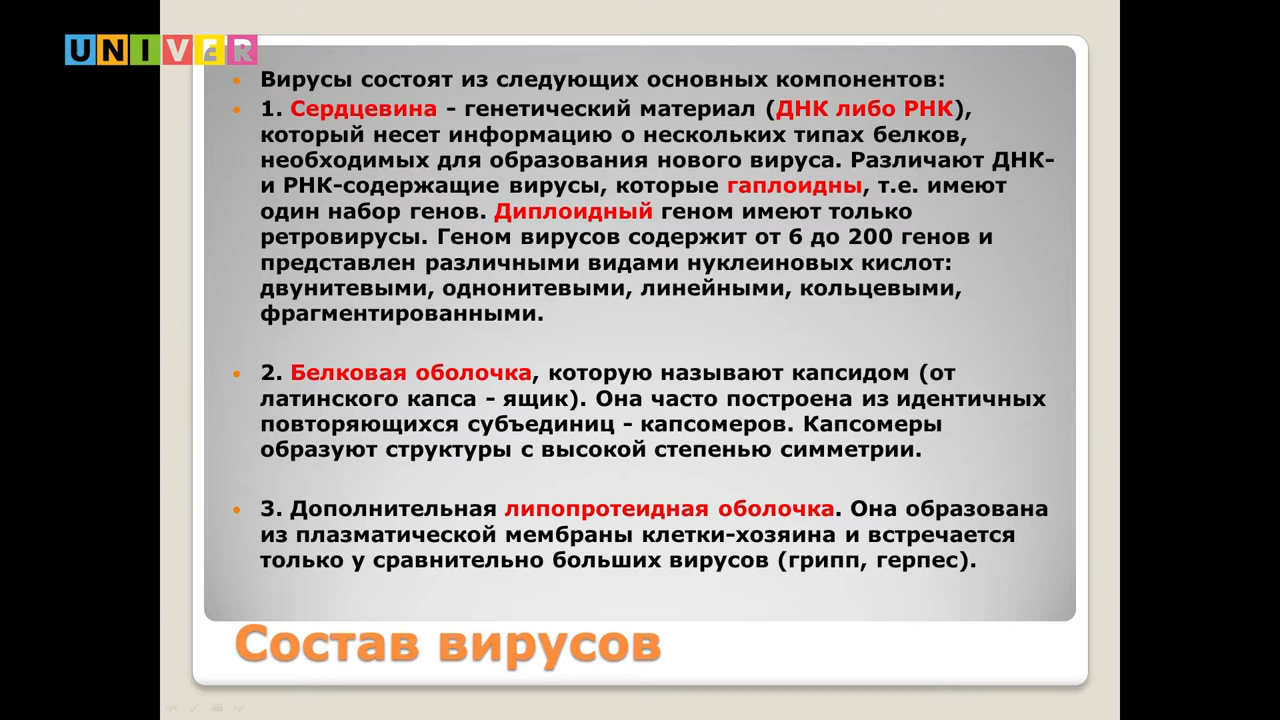 UNIVER
Вирусы состоят из следующих основных компонентов:
1. Сердцевина - генетический материал (ДНК либо РНК),
который несет информацию о нескольких типах белков,
необходимых для образования нового вируса. Различают ДНК-
и РНК-содержащие вирусы, которые гаплоидны, т.е. имеют
один набор генов. Диплоидный геном имеют только
ретровирусы. Геном вирусов содержит от 6 до 200 генов и
представлен различными видами нуклеиновых кислот:
двунитевыми, однонитевыми, линейными, кольцевыми,
фрагментированными.
2. Белковая оболочка, которую называют капсидом (от
латинского капса - ящик). Она часто построена из идентичных
повторяющихся субъединиц - капсомеров. Капсомеры
образуют структуры с высокой степенью симметрии.
3. Дополнительная липопротеидная оболочка. Она образована
из плазматической мембраны клетки-хозяина и встречается
только у сравнительно больших вирусов (грипп, герпес).
Состав вирусов